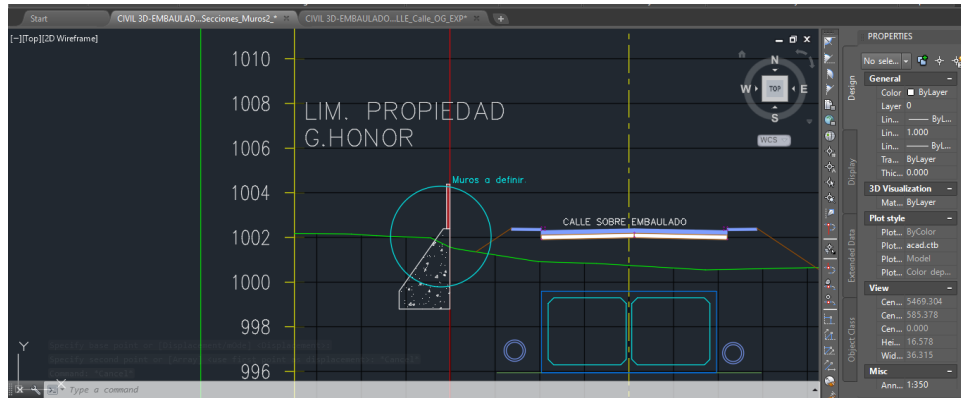 Start
CIVIL 3D-EMBAULAD...Secciones_Muros2_*
CIVIL 3D-EMBAULADO...LLE_Calle_OG_EXP*
[−][Top][2D Wireframe]
1010
1008
1006
1004
1002
1000
998
996
LIM. PROPIEDAD
G.HONOR
Muros a definir.
CALLE SOBRE EMBAULADO
N
W
TOP
E
S
WCS
Y
X
Command: *Cancel*
Type a command
PROPERTIES
No sele...
Design
Display
Extended Data
Object Class
General
Color ByLayer
Layer 0
Lin... ByL...
Lin... 1.000
Lin... ByL...
Tra... ByLayer
Thic... 0.000
3D Visualization
Mat... ByLayer
Plot style
Plot... ByColor
Plot... acad.ctb
Plot... Model
Plot... Color dep...
View
Cen... 5469.304
Cen... 585.378
Cen... 0.000
Hei... 16.578
Wid... 36.315
Misc
Ann... 1:350